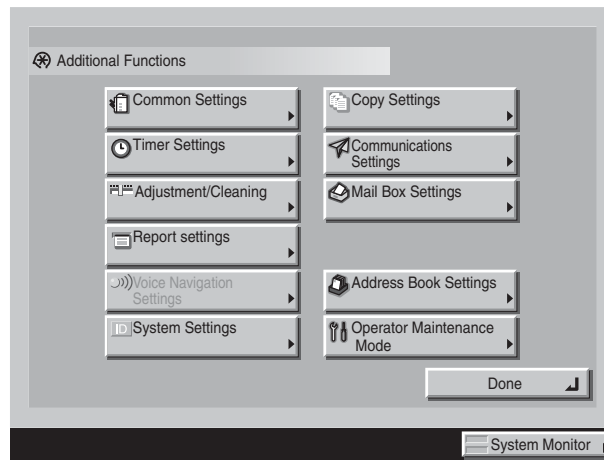 Additional Functions
Common Settings
Copy Settings
Timer Settings
Communications
Settings
Adjustment/Cleaning
Mail Box Settings
Report settings
Voice Navigation
Settings
Address Book Settings
ID
System Settings
Operator Maintenance
Mode
Done
System Monitor